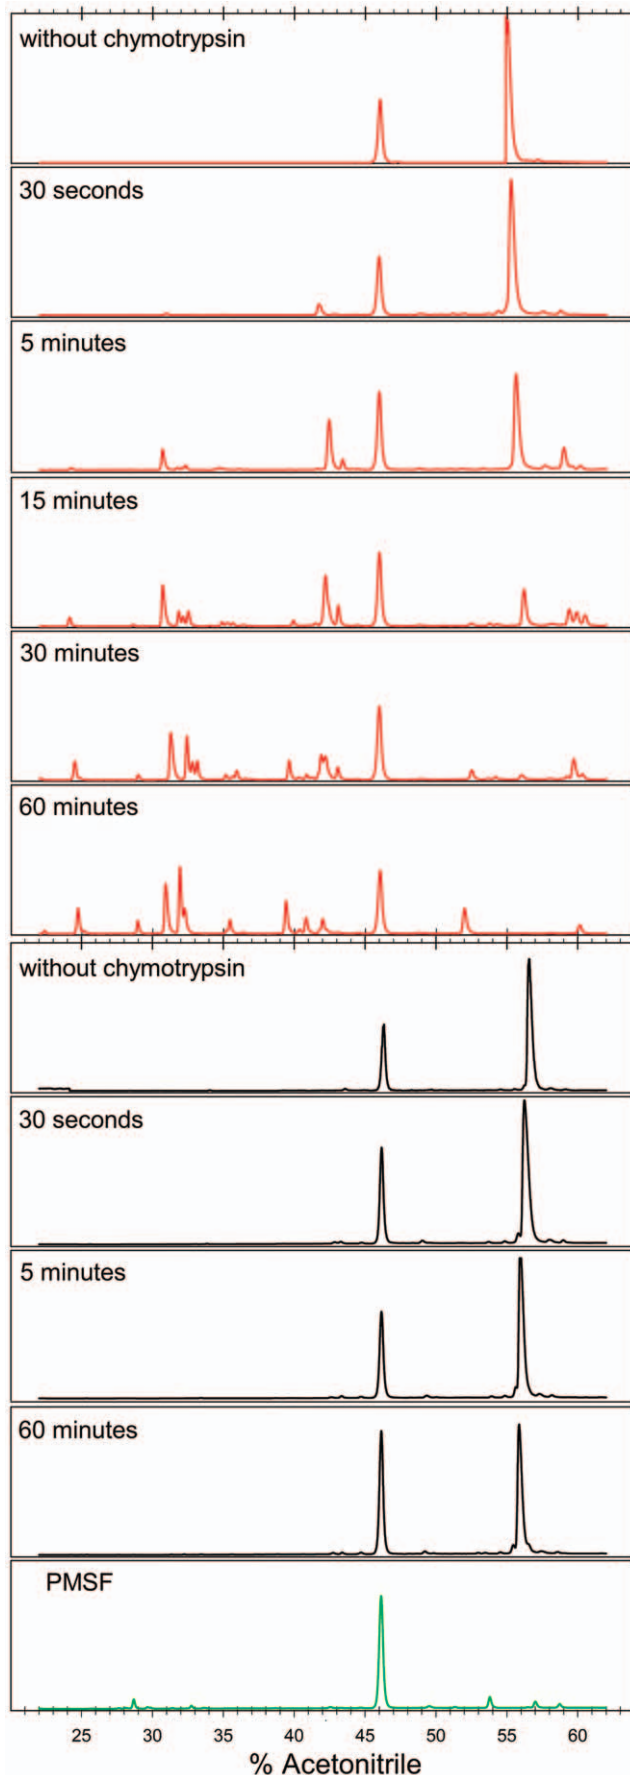 without chymotrypsin
30 seconds
5 minutes
15 minutes
30 minutes
60 minutes
without chymotrypsin
30 seconds
5 minutes
60 minutes
PMSF
25 30 35 40 45 50 55 60
% Acetonitrile